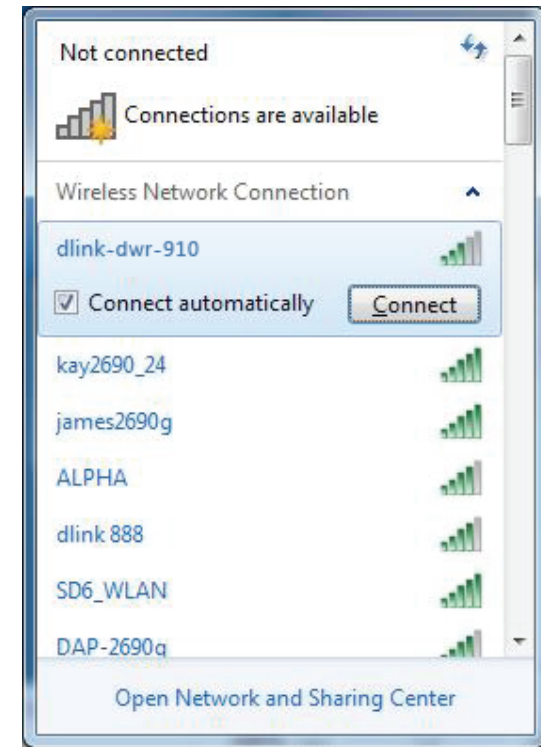 Not connected
Connections are available
Wireless Network Connection
dlink-dwr-910
Connect automatically Connect
kay2690_24
james2690g
ALPHA
dlink 888
SD6_WLAN
DAP-2690g
Open Network and Sharing Center